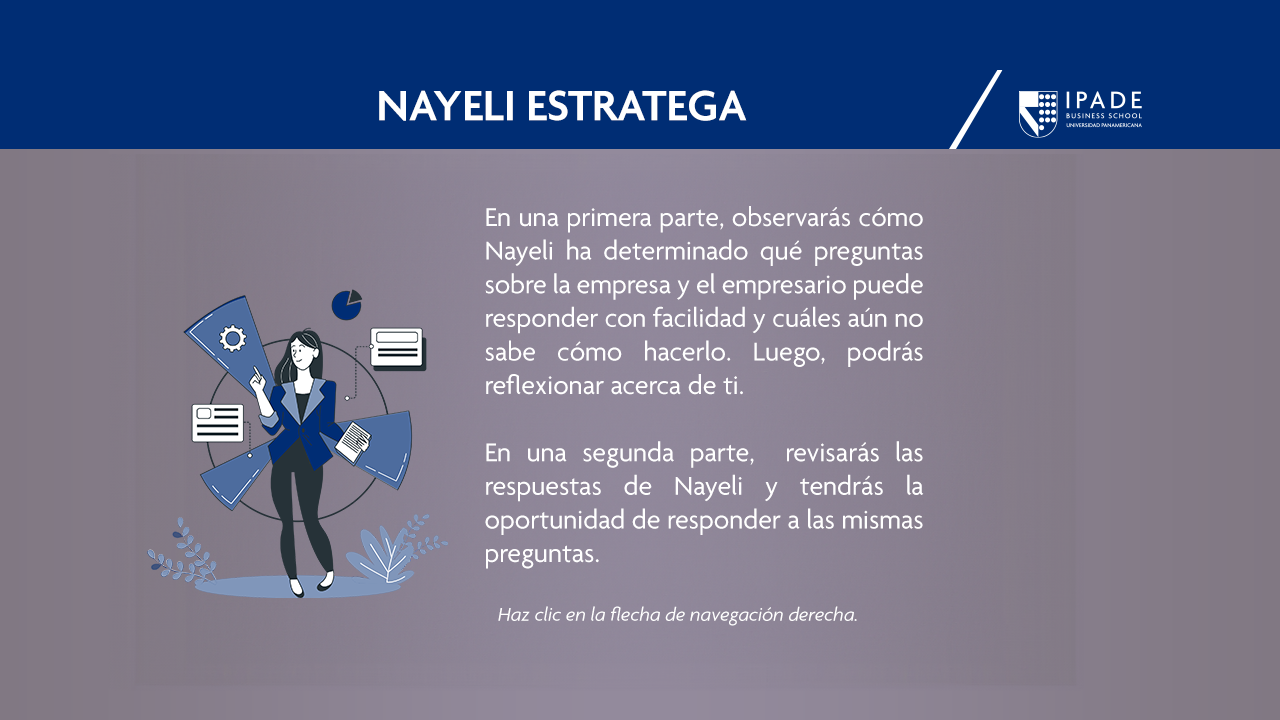 NAYELI ESTRATEGA
IPADE
BUSINESS SCHOOL
UNIVERSIDAD PANAMERICANA
En una primera parte, observarás cómo
Nayeli ha determinado qué preguntas
sobre la empresa y el empresario puede
responder con facilidad y cuáles aún no
sabe cómo hacerlo. Luego, podrás
reflexionar acerca de ti.
En una segunda parte, revisarás las
respuestas de Nayeli y tendrás la
oportunidad de responder a las mismas
preguntas.
Haz clic en la flecha de navegación derecha.